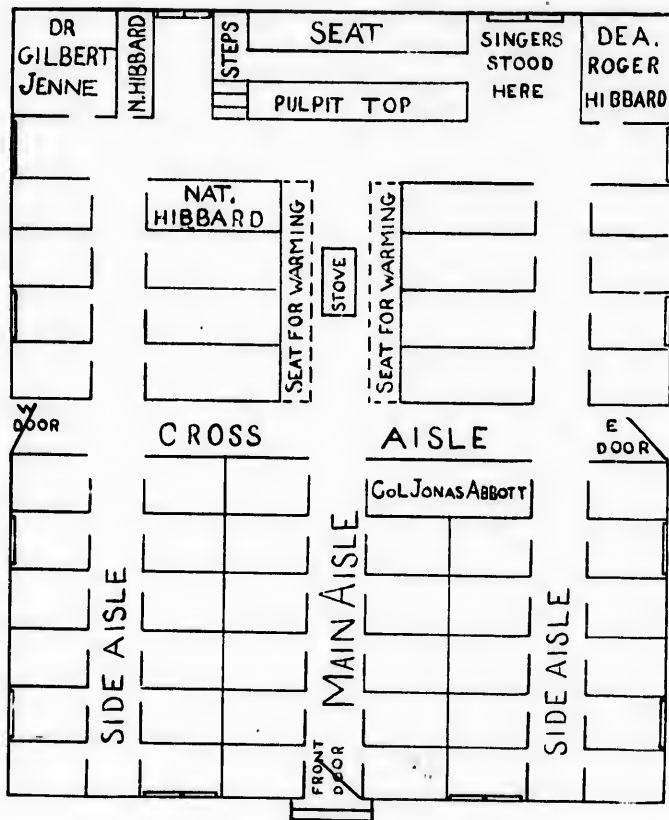 DR
GILBERT
JENNE
N. HIBBARD
STEPS
SEAT
PULPIT TOP
SINGERS
STOOD
HERE
DEA.
ROGER
HIBBARD
NAT.
HIBBARD
SEAT FOR WARMING
STOVE
SEAT FOR WARMING
W
DOOR
CROSS AISLE
E
DOOR
COL JONAS ABBOTT
SIDE AISLE
MAIN AISLE
SIDE AISLE
FRONT
DOOR